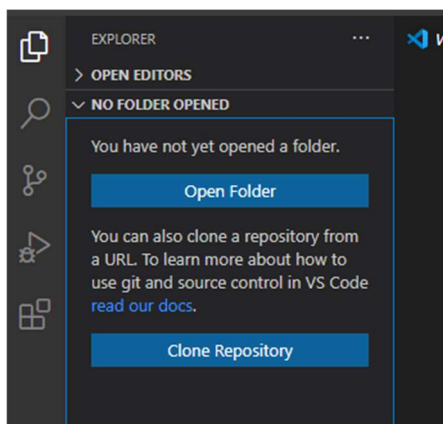 EXPLORER
OPEN EDITORS
NO FOLDER OPENED
You have not yet opened a folder.
Open Folder
You can also clone a repository from
a URL. To learn more about how to
use git and source control in VS Code
read our docs.
Clone Repository